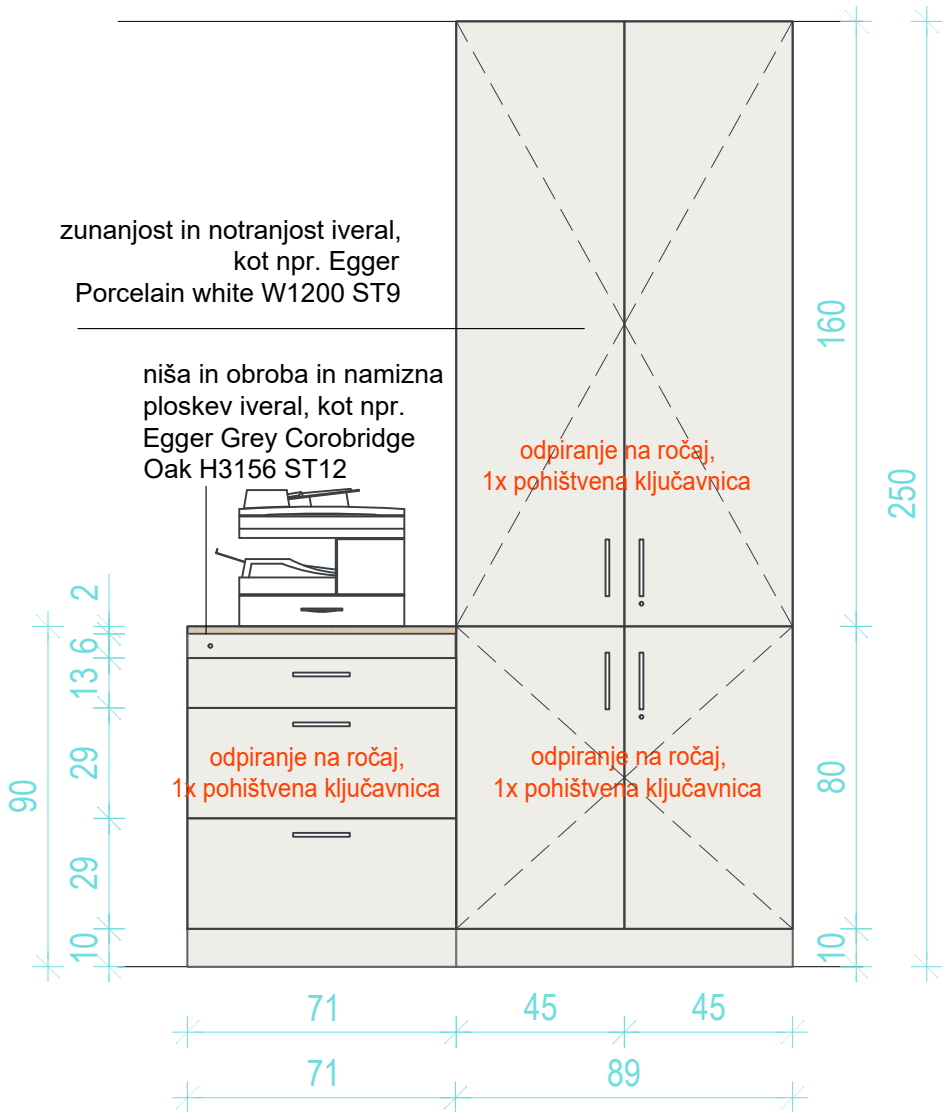 zunanjost in notranjost iveral,
kot npr. Egger
Porcelain white W1200 ST9
niša in obroba in namizna
ploskev iveral, kot npr.
Egger Grey Corobridge
Oak H3156 ST12
odpiranje na ročaj,
1x pohištvena ključavnica
odpiranje na ročaj,
1x pohištvena ključavnica
odpiranje na ročaj,
1x pohištvena ključavnica
2
6
13
29
29
10
90
160
80
10
250
71
45
45
71
89